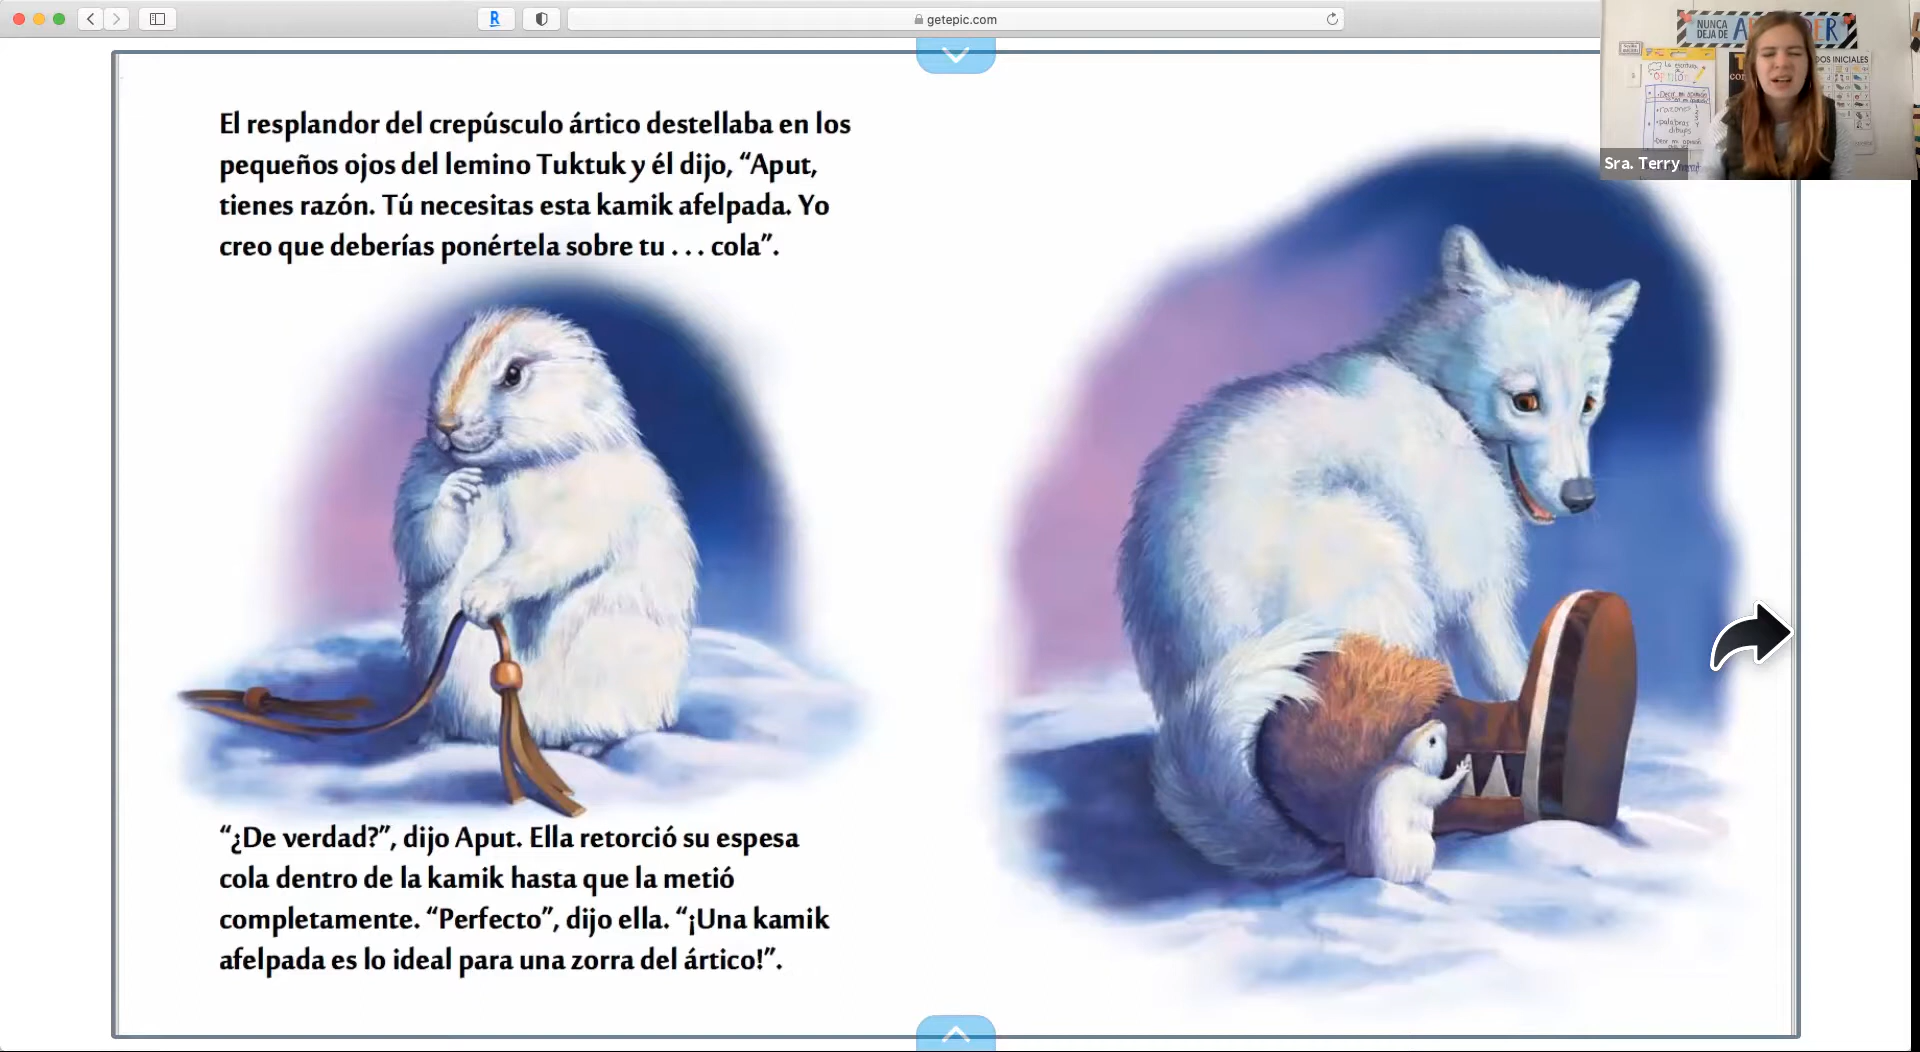 getepic.com
NUNCA
DEJA DE
Sra. Terry
El resplandor del crepúsculo ártico destellaba en los
pequeños ojos del lemino Tuktuk y él dijo, “Aput,
tienes razón. Tú necesitas esta kamik afelpada. Yo
creo que deberías ponértela sobre tu . . . cola”.
“¿De verdad?”, dijo Aput. Ella retorció su espesa
cola dentro de la kamik hasta que la metió
completamente. “Perfecto”, dijo ella. “¡Una kamik
afelpada es lo ideal para una zorra del ártico!”.